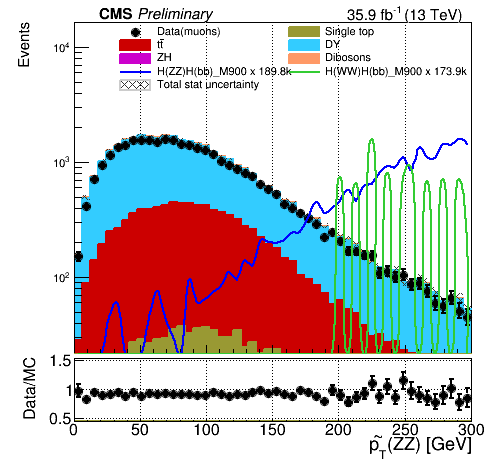 CMS Preliminary
35.9 fb⁻¹ (13 TeV)
Events
Data(muons)
Single top
tt̄
DY
ZH
Dibosons
H(ZZ)H(bb)_M900 x 189.8k
H(WW)H(bb)_M900 x 173.9k
Total stat uncertainty
10⁴
10³
10²
Data/MC
1.5
1.0
0.5
0 50 100 150 200 250 300
p̃_T(ZZ) [GeV]